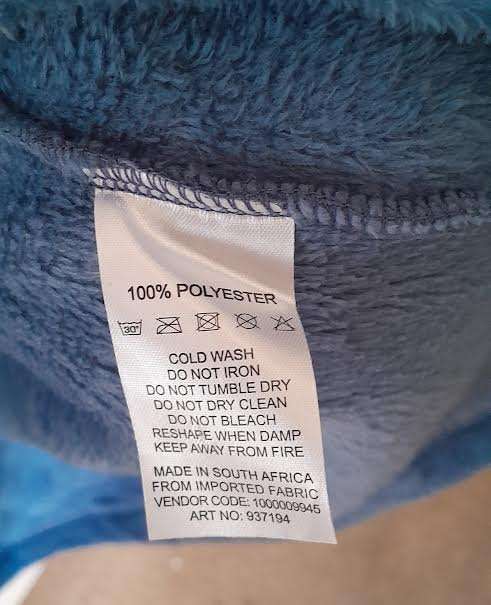 100% POLYESTER
30°
COLD WASH
DO NOT IRON
DO NOT TUMBLE DRY
DO NOT DRY CLEAN
DO NOT BLEACH
RESHAPE WHEN DAMP
KEEP AWAY FROM FIRE
MADE IN SOUTH AFRICA
FROM IMPORTED FABRIC
VENDOR CODE: 1000009945
ART NO: 937194